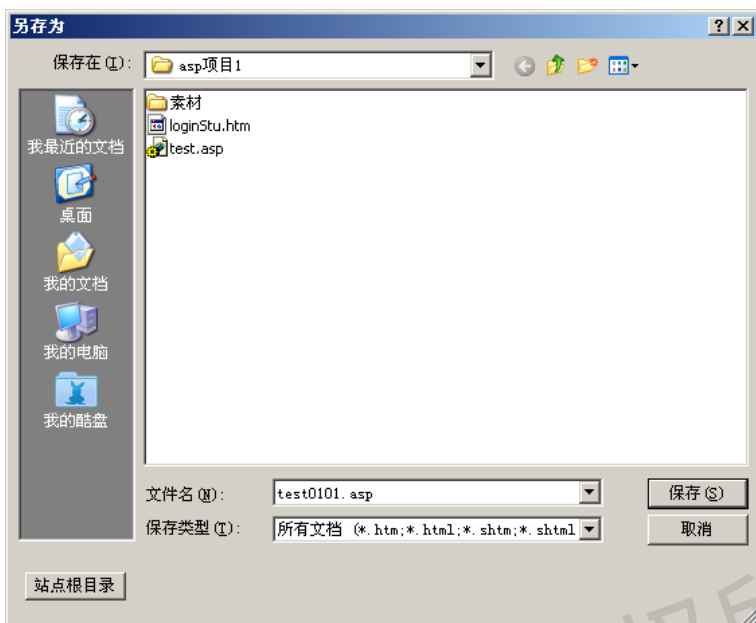 另存为
保存在(I):
asp项目1
我最近的文档
桌面
我的文档
我的电脑
我的酷盘
素材
loginStu.htm
test.asp
文件名(N):
test0101.asp
保存(S)
保存类型(T):
所有文档 (*.htm;*.html;*.shtm;*.shtml
取消
站点根目录